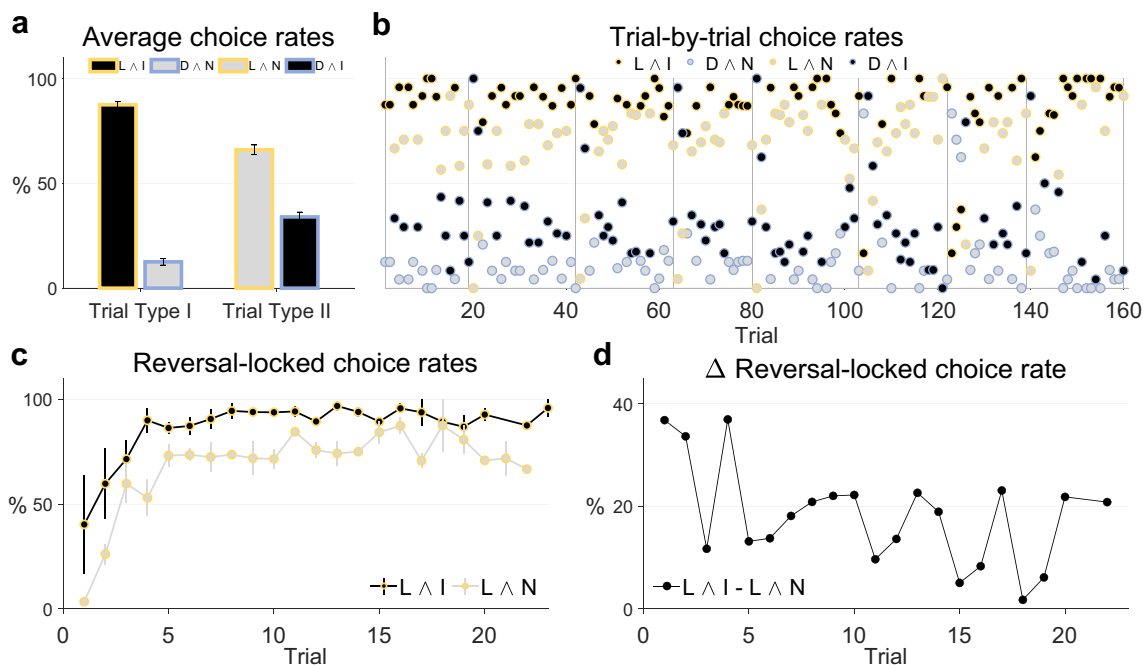 a
Average choice rates
L ∧ I D ∧ N L ∧ N D ∧ I
100
50
0
%
Trial Type I Trial Type II
b
Trial-by-trial choice rates
L ∧ I D ∧ N L ∧ N D ∧ I
20 40 60 80 100 120 140 160
Trial
c
Reversal-locked choice rates
100
50
0
%
L ∧ I L ∧ N
0 5 10 15 20
Trial
d
Δ Reversal-locked choice rate
40
20
0
%
L ∧ I - L ∧ N
0 5 10 15 20
Trial